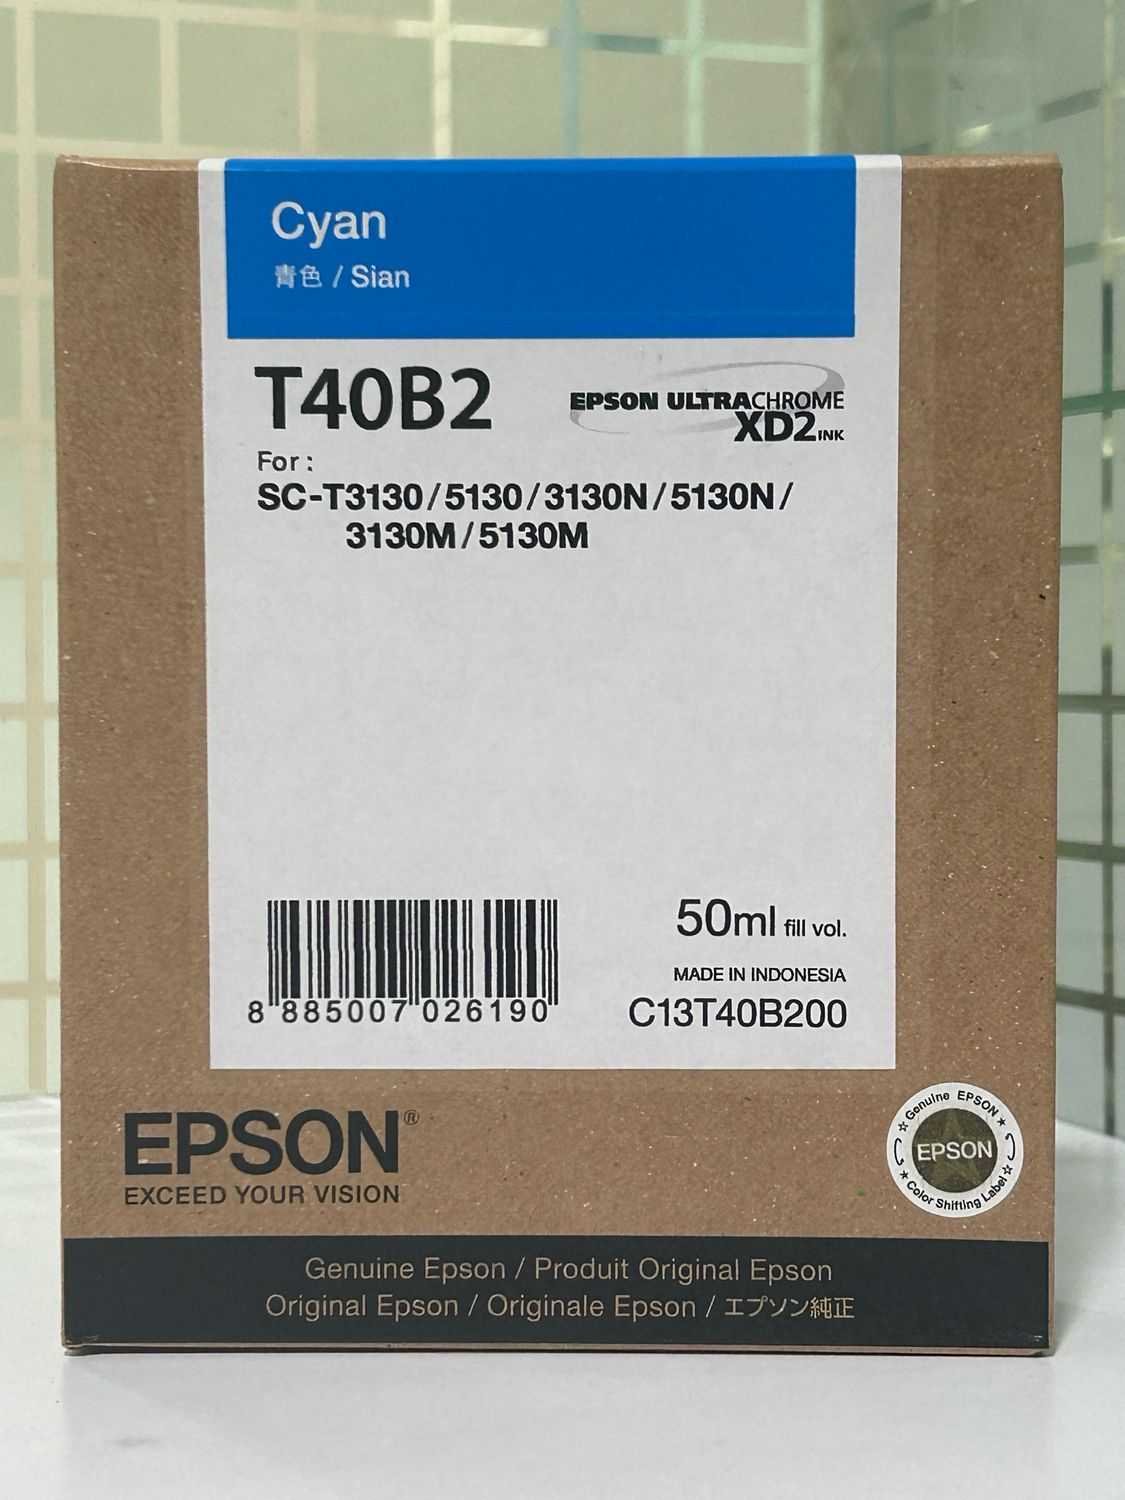 Cyan
青色 / Sian
T40B2
EPSON ULTRACHROME
XD2 INK
For :
SC-T3130/5130/3130N/5130N/
3130M/5130M
50ml fill vol.
MADE IN INDONESIA
8 885007 026190
C13T40B200
EPSON®
EXCEED YOUR VISION
Genuine EPSON
EPSON
Color Shifting Label
Genuine Epson / Produit Original Epson
Original Epson / Originale Epson / エプソン純正